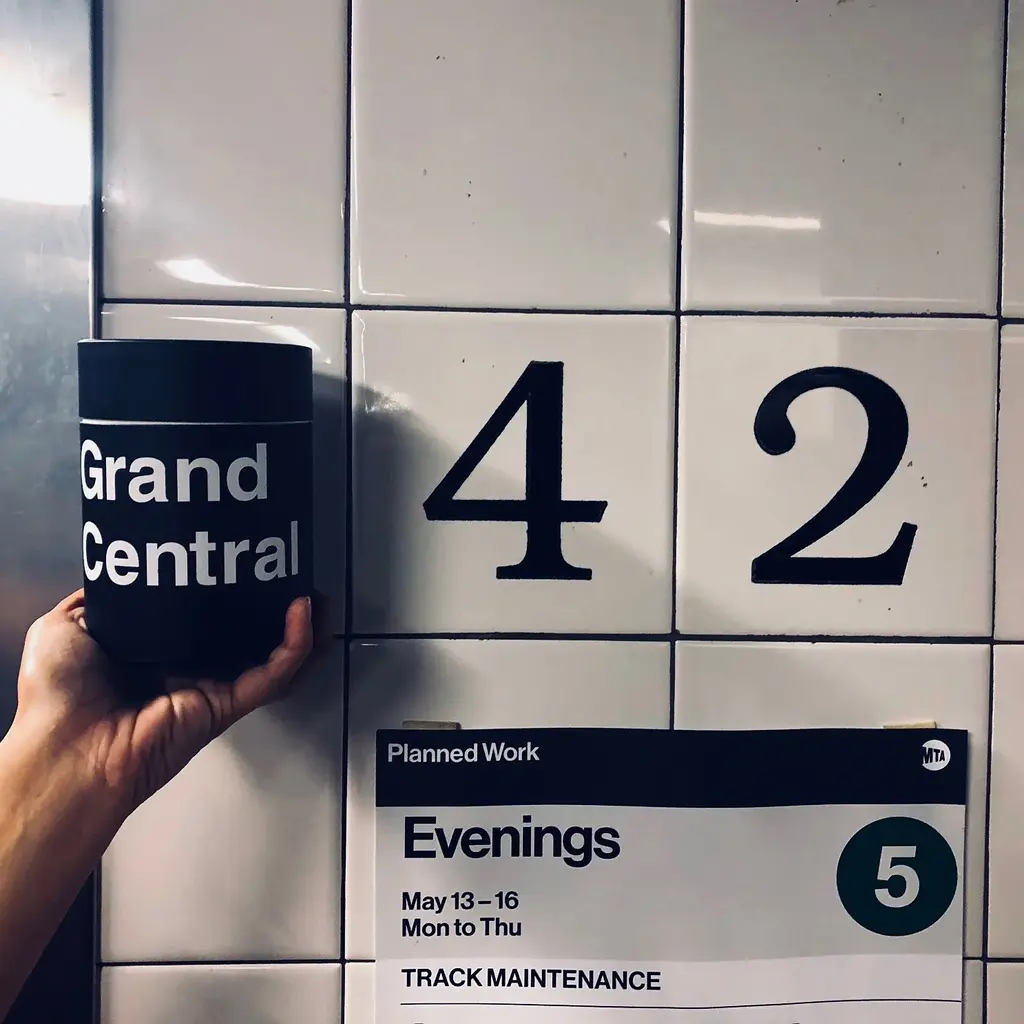 Grand
Central
42
Planned Work
MTA
Evenings
5
May 13 – 16
Mon to Thu
TRACK MAINTENANCE